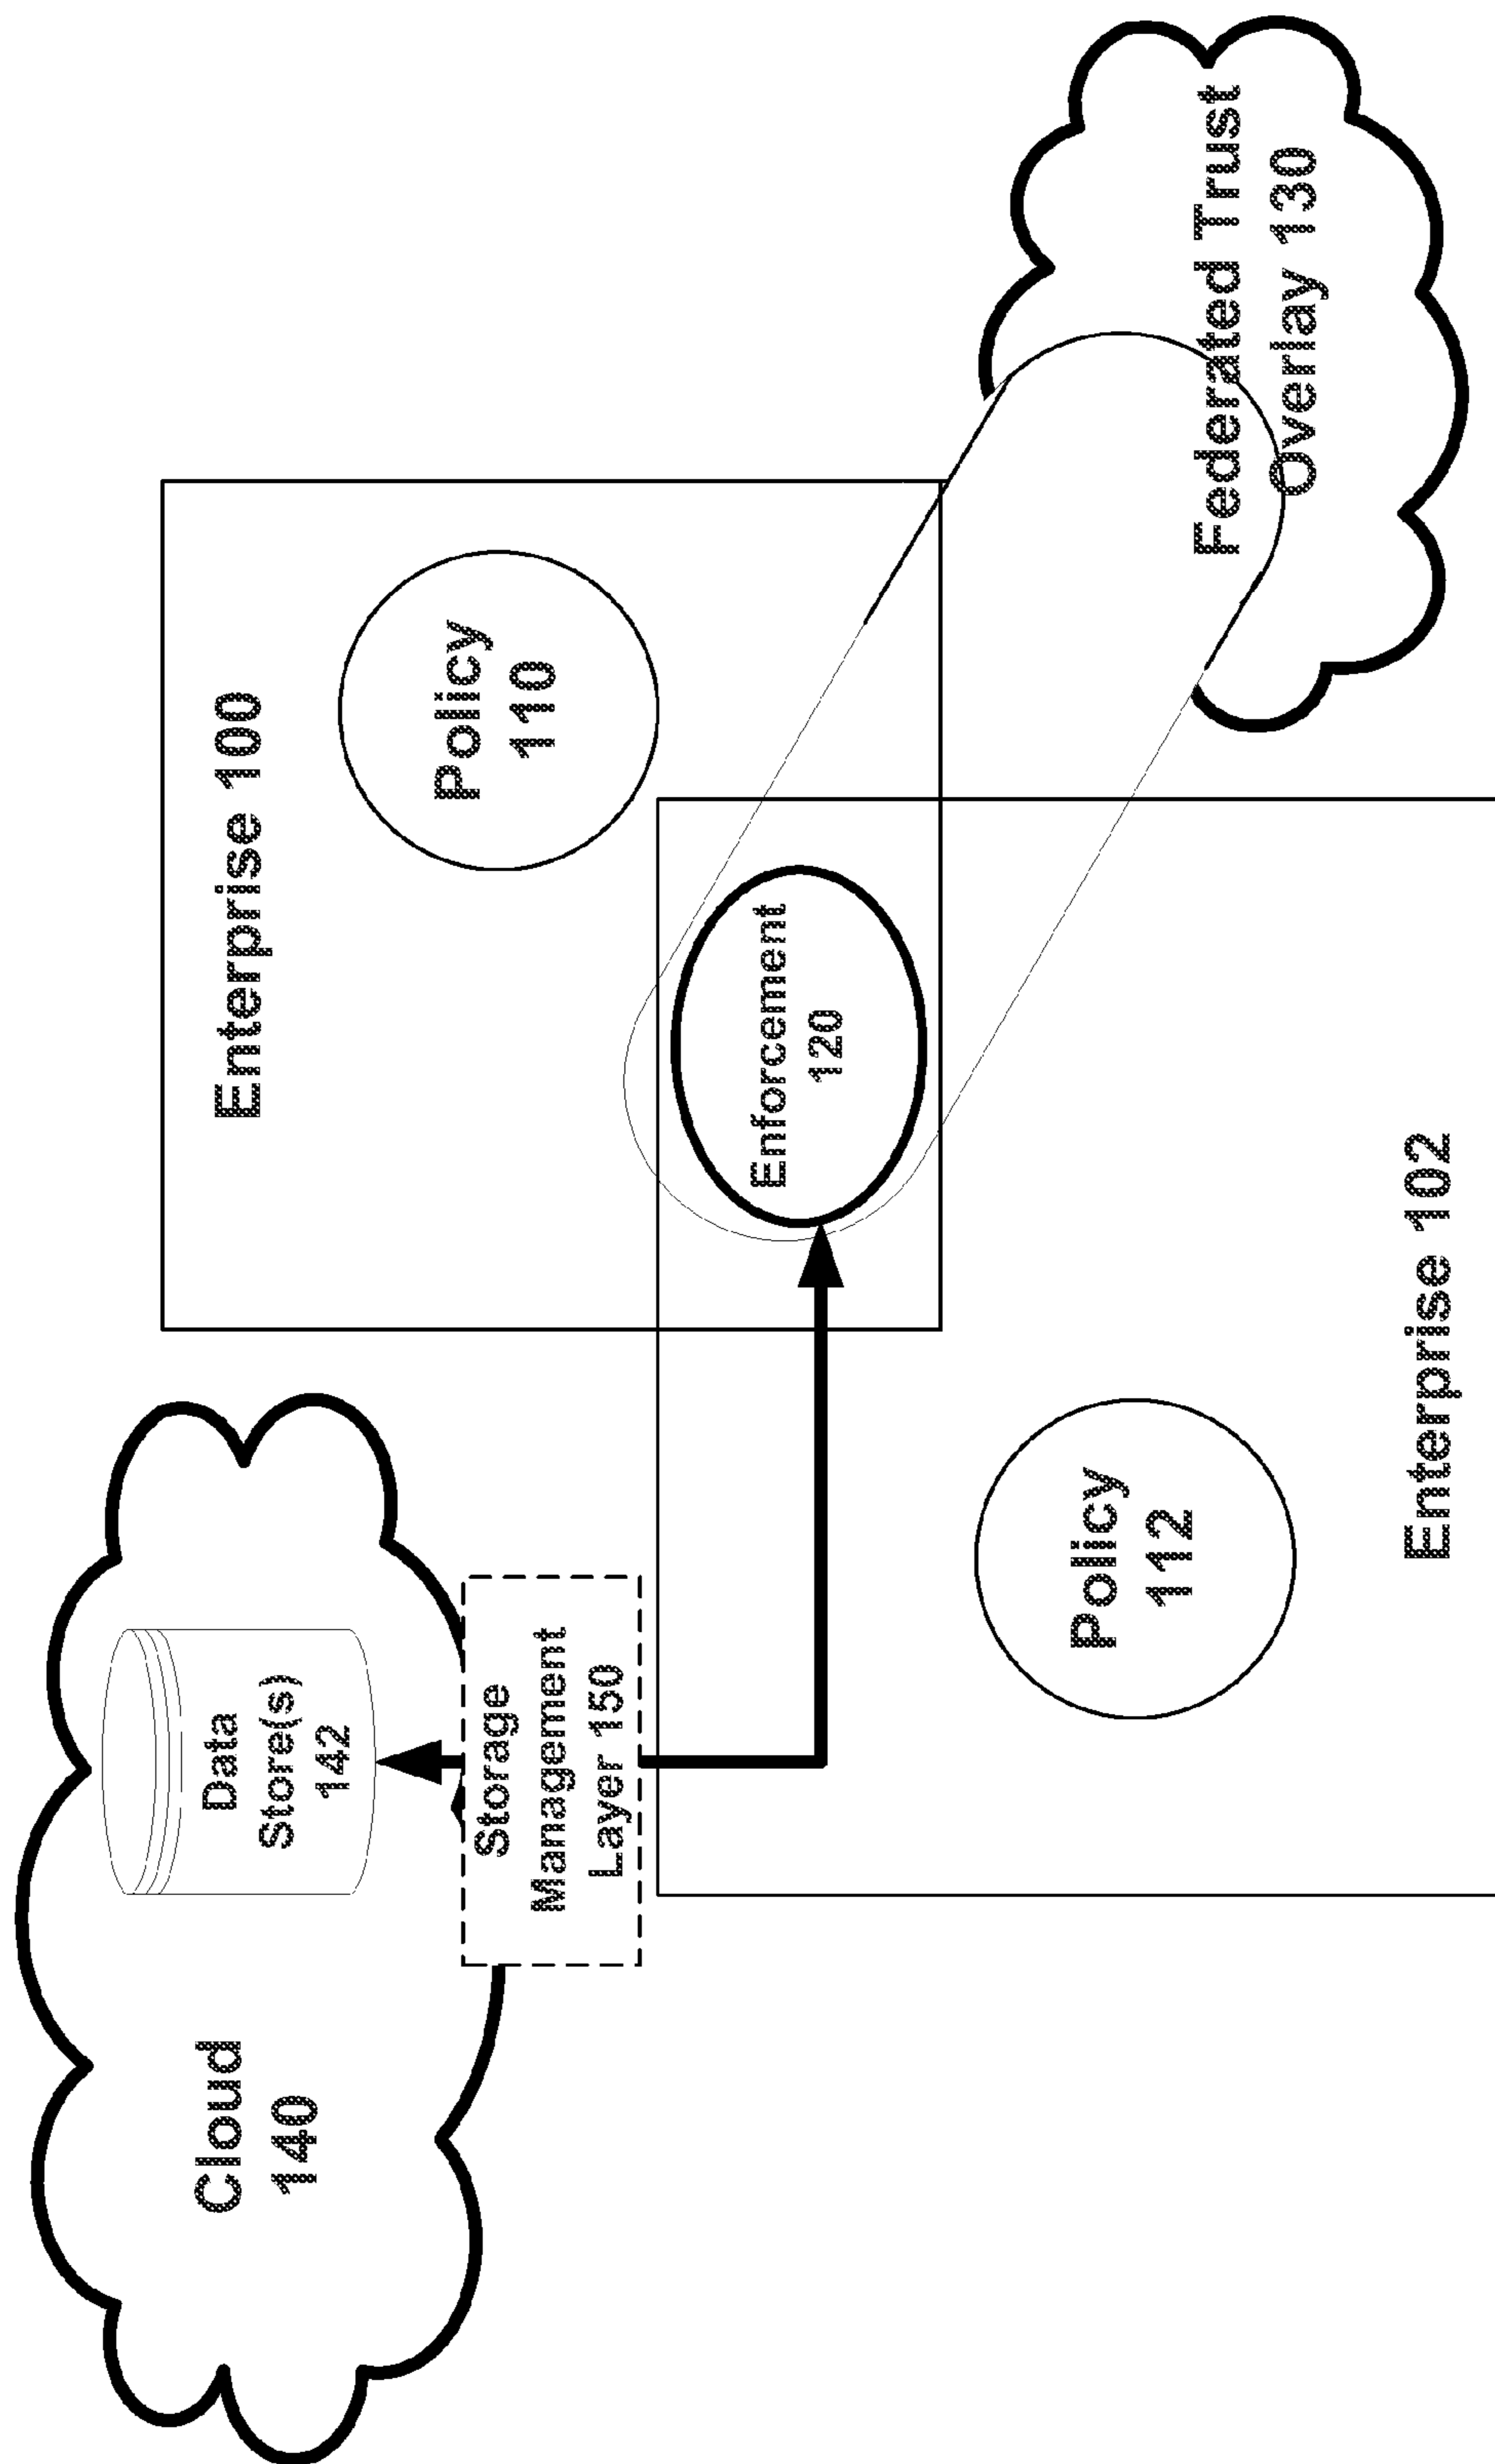 Cloud
140
Data
Store(s)
142
Storage
Management
Layer 150
Enterprise 100
Policy
110
Enforcement
120
Policy
112
Enterprise 102
Federated Trust
Overlay 130